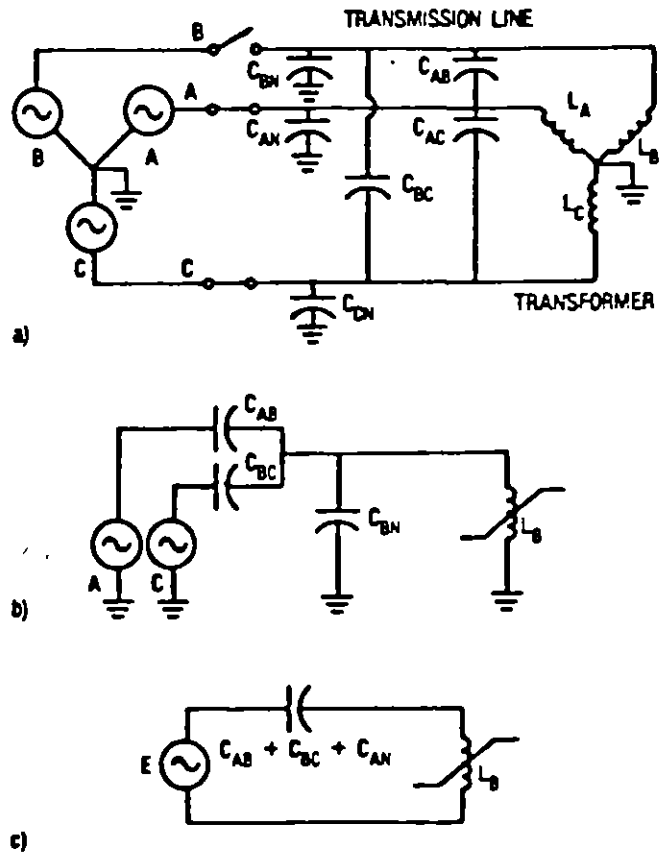 TRANSMISSION LINE
B
C_BN
C_AB
A
C_AN
C_AC
L_A
L_B
B
A
C_BC
L_C
C
C
C_CN
TRANSFORMER
a)
C_AB
C_BC
C_BN
L_B
A
C
b)
E
C_AB + C_BC + C_AN
L_B
c)